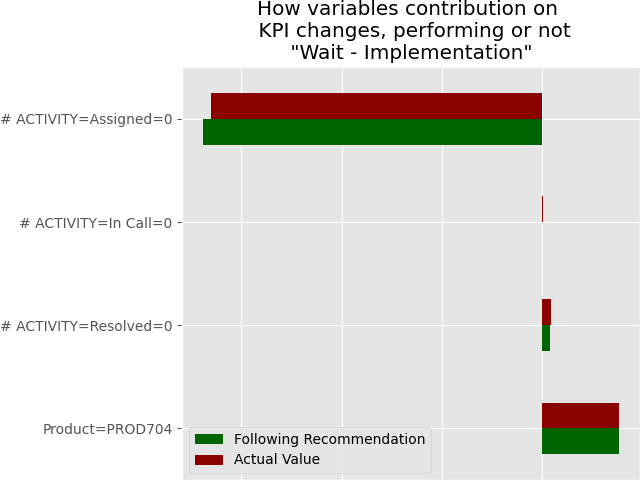 How variables contribution on
KPI changes, performing or not
"Wait - Implementation"
# ACTIVITY=Assigned=0
# ACTIVITY=In Call=0
# ACTIVITY=Resolved=0
Product=PROD704
Following Recommendation
Actual Value